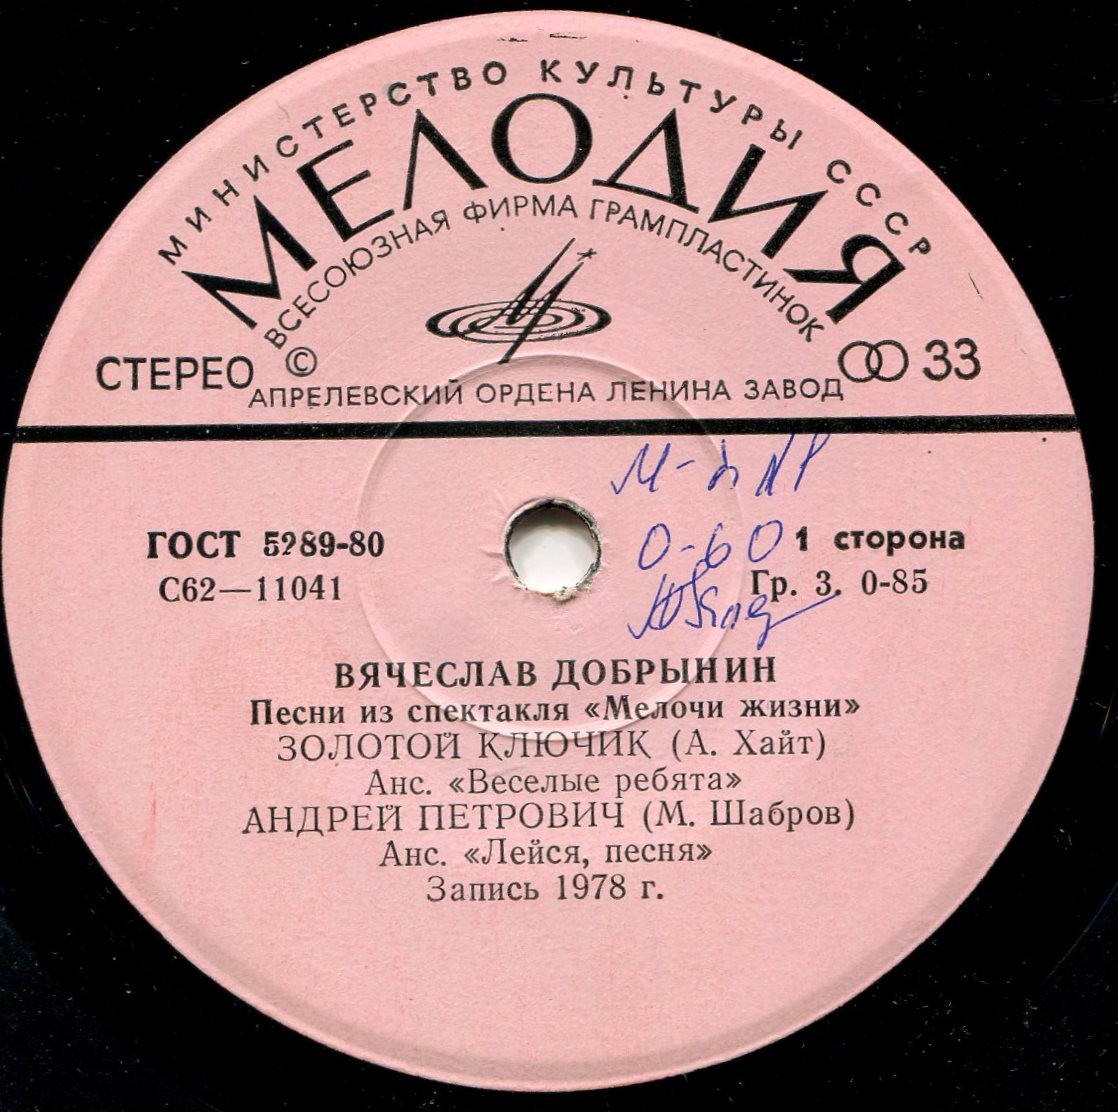 МИНИСТЕРСТВО КУЛЬТУРЫ СССР
МЕЛОДИЯ
ВСЕСОЮЗНАЯ ФИРМА ГРАМПЛАСТИНОК
СТЕРЕО © 33
АПРЕЛЕВСКИЙ ОРДЕНА ЛЕНИНА ЗАВОД
ГОСТ 5289-80
1 сторона
С62—11041
Гр. 3. 0-85
0-60
ВЯЧЕСЛАВ ДОБРЫНИН
Песни из спектакля «Мелочи жизни»
ЗОЛОТОЙ КЛЮЧИК (А. Хайт)
Анс. «Веселые ребята»
АНДРЕЙ ПЕТРОВИЧ (М. Шабров)
Анс. «Лейся, песня»
Запись 1978 г.